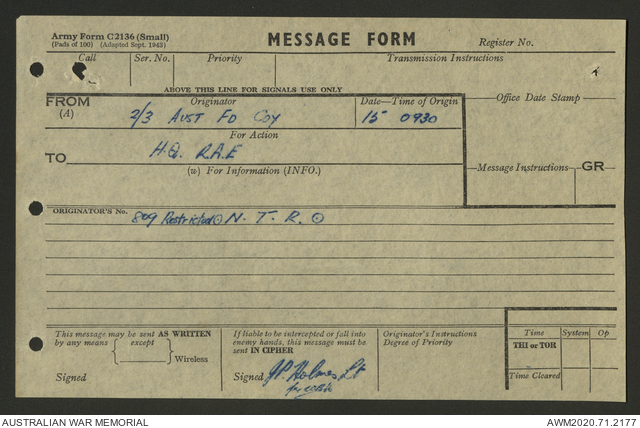 Army Form C2136 (Small)
(Pads of 100) (Adapted Sept. 1943)
MESSAGE FORM
Register No.
Call
Ser. No.
Priority
Transmission Instructions
ABOVE THIS LINE FOR SIGNALS USE ONLY
FROM
(A)
Originator
2/3 AUST FD COY
Date—Time of Origin
15 0930
Office Date Stamp
For Action
TO
H.Q. R.A.E
(w) For Information (INFO.)
Message Instructions
GR
ORIGINATOR'S No.
809 Restricted ⊙ N. T. R. ⊙
This message may be sent AS WRITTEN
by any means except
Wireless
Signed
If liable to be intercepted or fall into
enemy hands, this message must be
sent IN CIPHER
Signed J.P. Holmes Lt
for
Originator's Instructions
Degree of Priority
Time
System
Op
THI or TOR
Time Cleared
AUSTRALIAN WAR MEMORIAL
AWM2020.71.2177